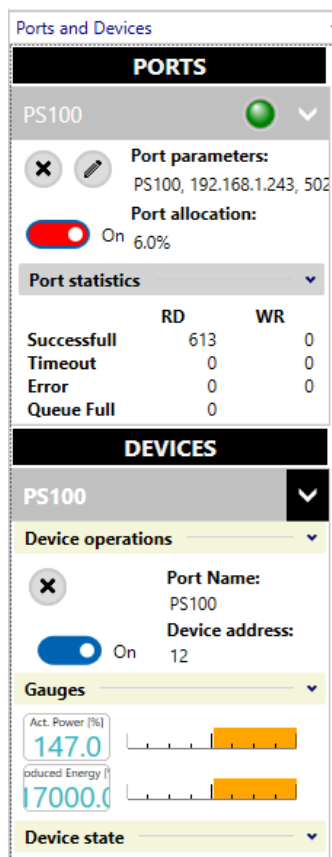 Ports and Devices
PORTS
PS100
Port parameters:
PS100, 192.168.1.243, 502
Port allocation:
On 6.0%
Port statistics
RD WR
Successfull 613 0
Timeout 0 0
Error 0 0
Queue Full 0
DEVICES
PS100
Device operations
Port Name:
PS100
Device address:
On 12
Gauges
Act. Power [%]
147.0
oduced Energy [
17000.0
Device state